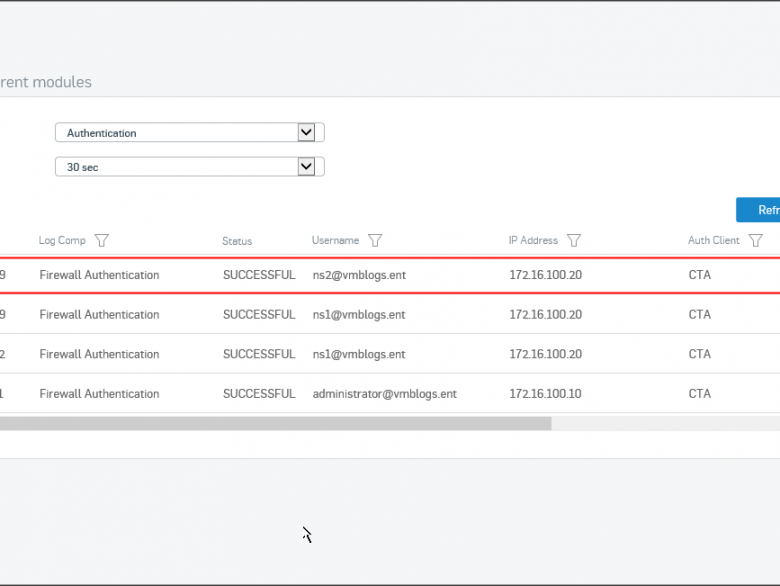 rent modules
Authentication
30 sec
Refr
Log Comp Status Username IP Address Auth Client
9 Firewall Authentication SUCCESSFUL ns2@vmblogs.ent 172.16.100.20 CTA
9 Firewall Authentication SUCCESSFUL ns1@vmblogs.ent 172.16.100.20 CTA
2 Firewall Authentication SUCCESSFUL ns1@vmblogs.ent 172.16.100.20 CTA
1 Firewall Authentication SUCCESSFUL administrator@vmblogs.ent 172.16.100.10 CTA